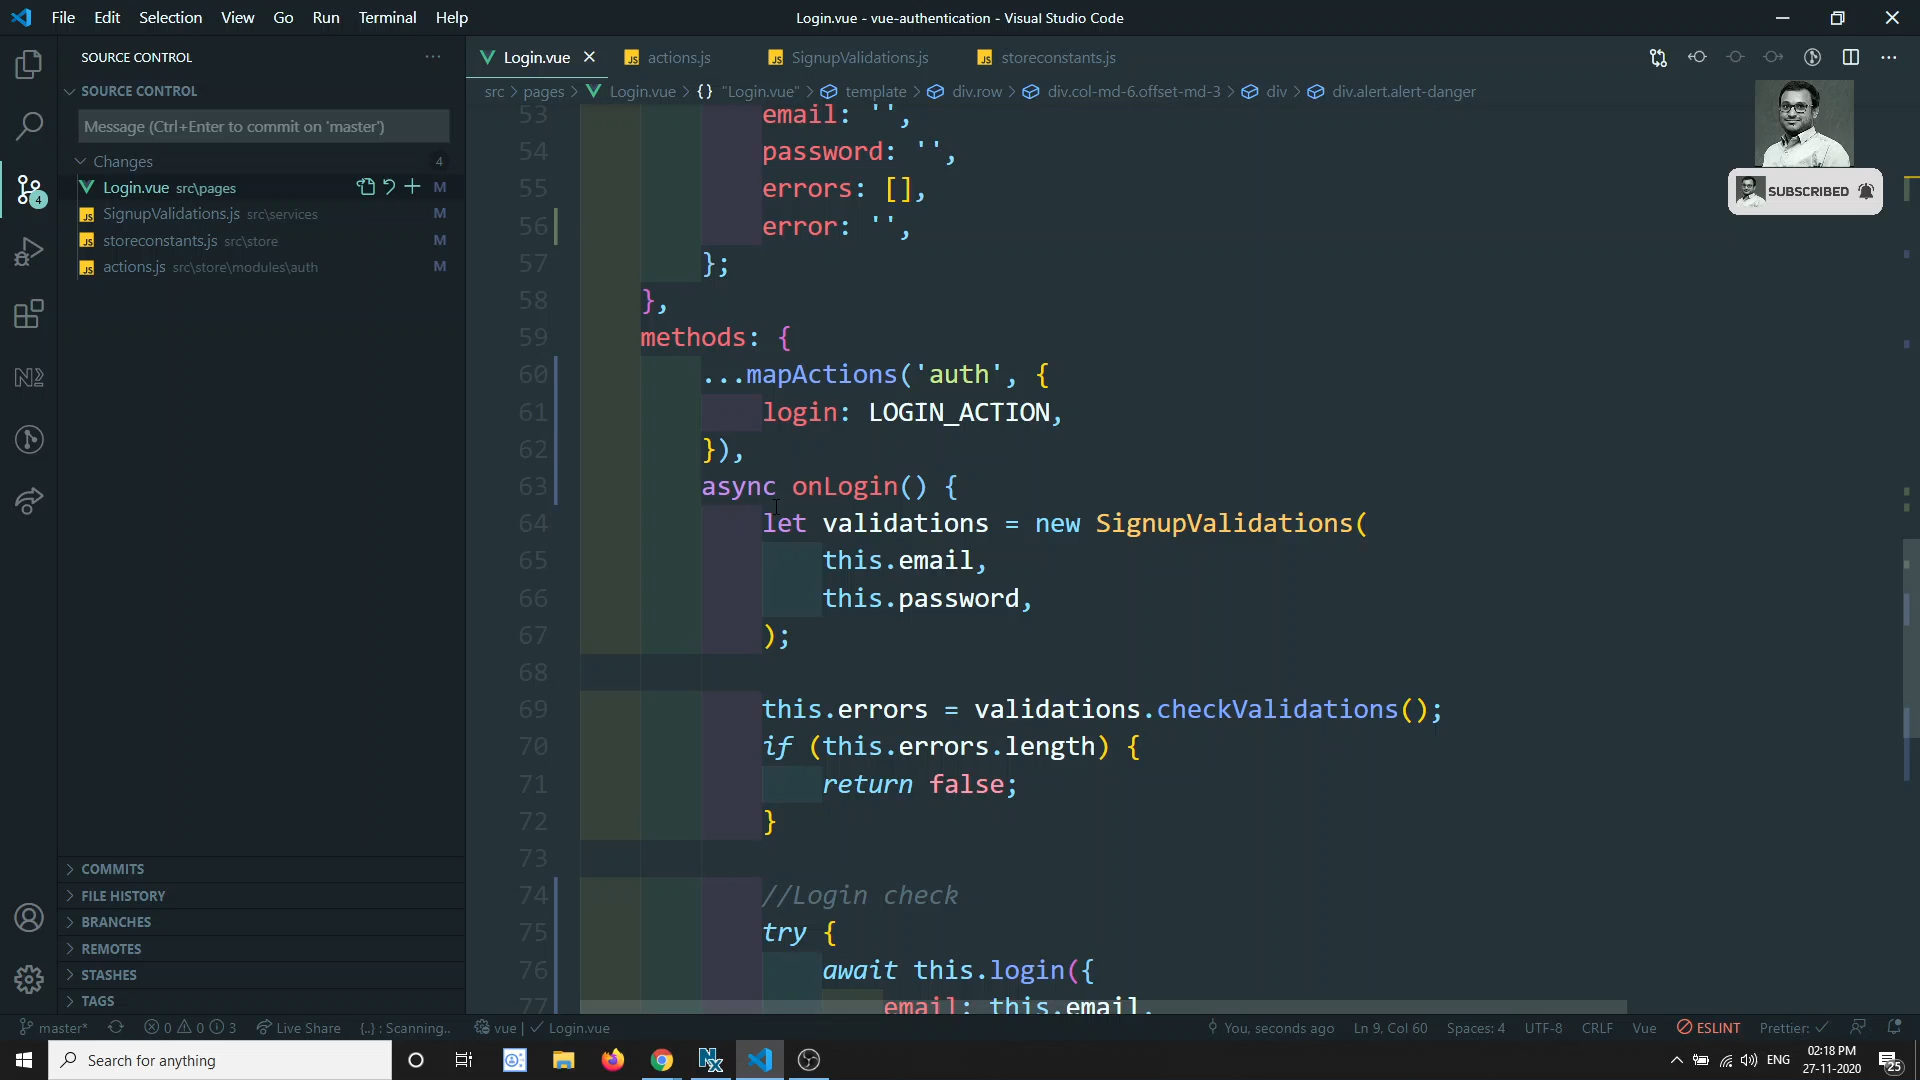 File Edit Selection View Go Run Terminal Help
Login.vue - vue-authentication - Visual Studio Code
SOURCE CONTROL
Login.vue
actions.js
SignupValidations.js
storeconstants.js
SOURCE CONTROL
src > pages > Login.vue > {} "Login.vue" > template > div.row > div.col-md-6.offset-md-3 > div > div.alert.alert-danger
Message (Ctrl+Enter to commit on 'master')
Changes 4
Login.vue src\pages M
SignupValidations.js src\services M
storeconstants.js src\store M
actions.js src\store\modules\auth M
4
SUBSCRIBED
53 email: '',
54 password: '',
55 errors: [],
56 error: '',
57 };
58 },
59 methods: {
60 ...mapActions('auth', {
61 login: LOGIN_ACTION,
62 }),
63 async onLogin() {
64 let validations = new SignupValidations(
65 this.email,
66 this.password,
67 );
68
69 this.errors = validations.checkValidations();
70 if (this.errors.length) {
71 return false;
72 }
73
74 //Login check
75 try {
76 await this.login({
77 email: this.email,
COMMITS
FILE HISTORY
BRANCHES
REMOTES
STASHES
TAGS
master* 0 0 3 Live Share {..} : Scanning.. vue | Login.vue You, seconds ago Ln 9, Col 60 Spaces: 4 UTF-8 CRLF Vue ESLINT Prettier: ✓
Search for anything
ENG
02:18 PM
27-11-2020
25